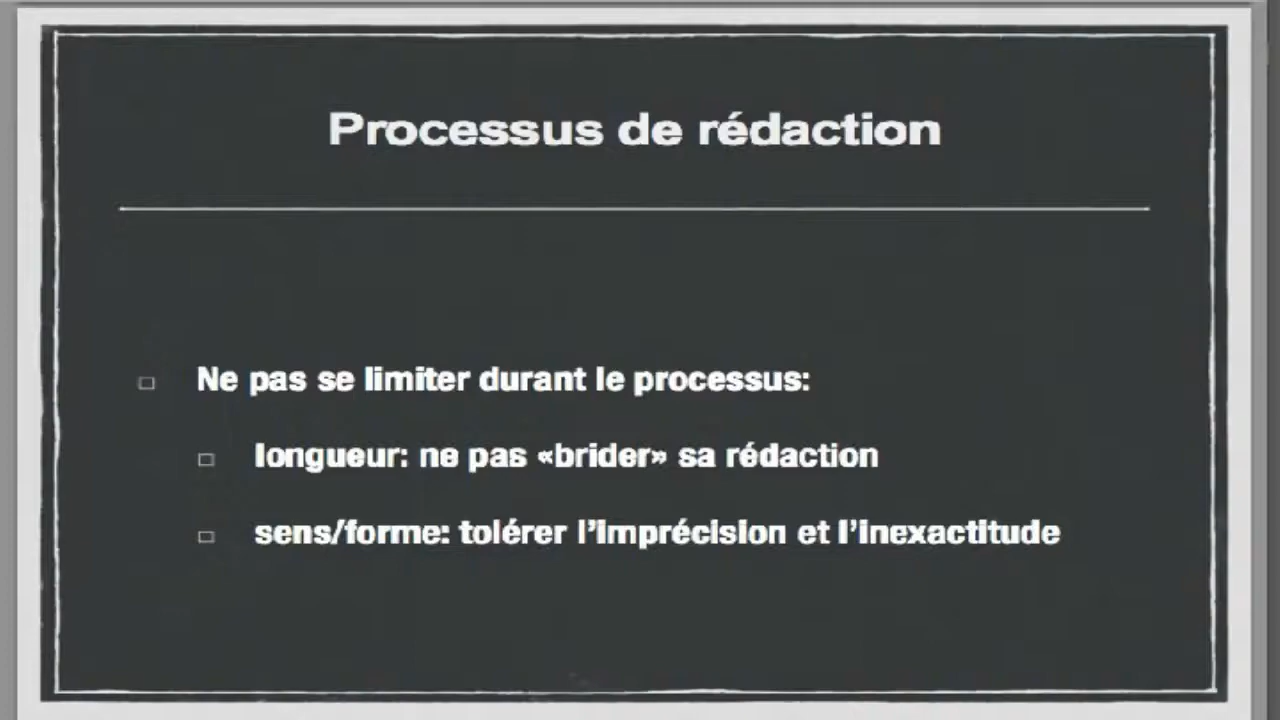 Processus de rédaction
Ne pas se limiter durant le processus:
longueur: ne pas «brider» sa rédaction
sens/forme: tolérer l’imprécision et l’inexactitude